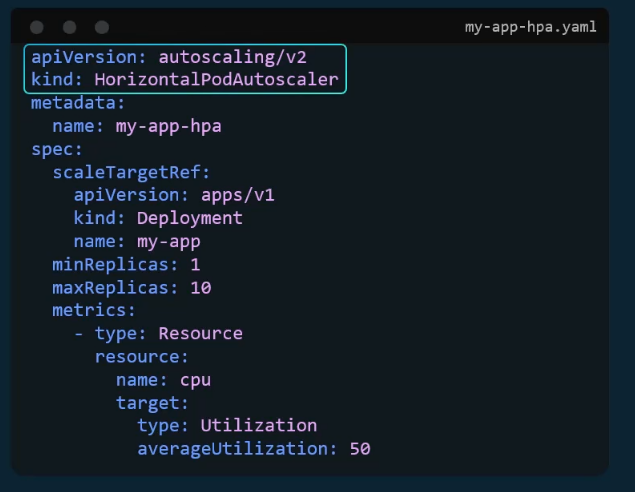 my-app-hpa.yaml
apiVersion: autoscaling/v2
kind: HorizontalPodAutoscaler
metadata:
  name: my-app-hpa
spec:
  scaleTargetRef:
    apiVersion: apps/v1
    kind: Deployment
    name: my-app
  minReplicas: 1
  maxReplicas: 10
  metrics:
    - type: Resource
      resource:
        name: cpu
        target:
          type: Utilization
          averageUtilization: 50